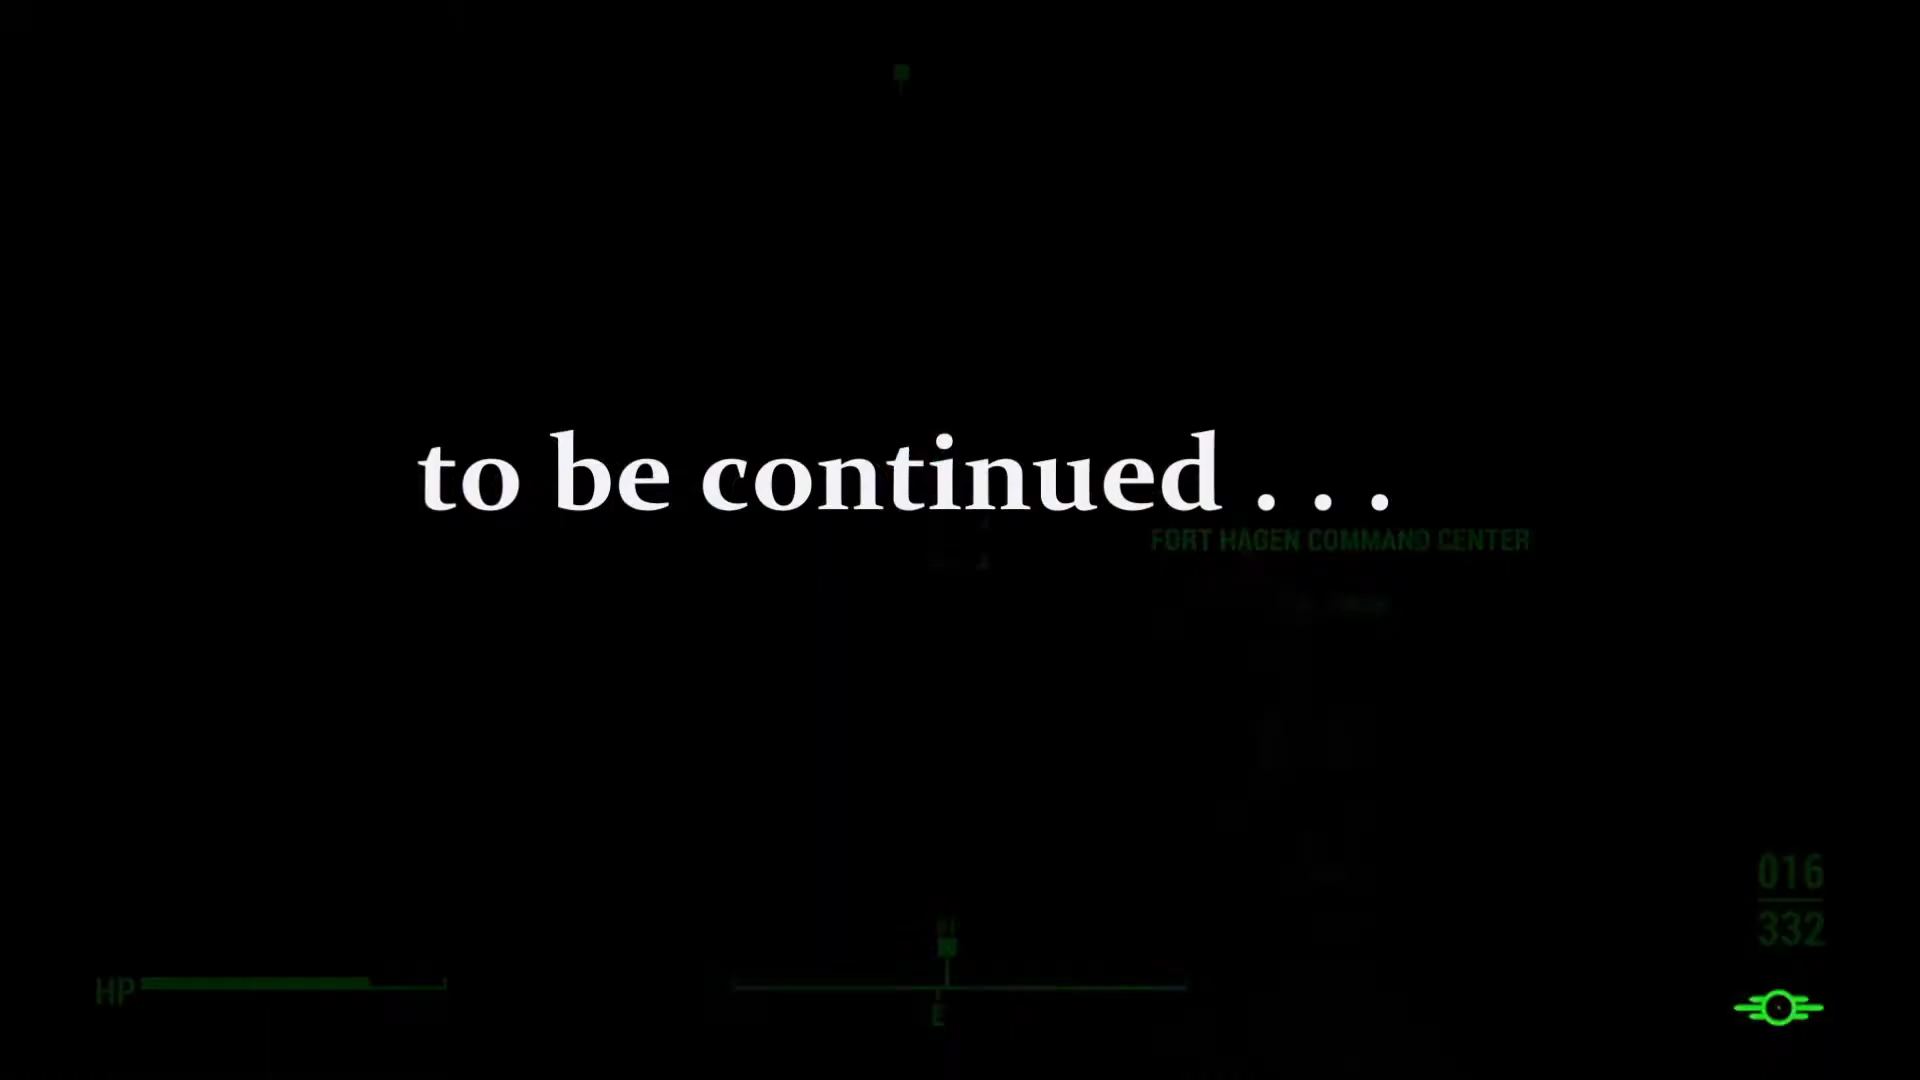 to be continued . . .
FORT HAGEN COMMAND CENTER
016
332
HP
E